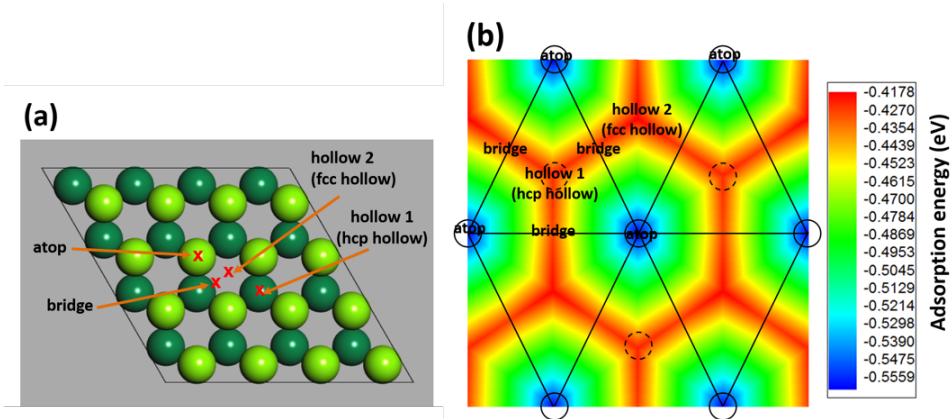 (a)
hollow 2
(fcc hollow)
hollow 1
(hcp hollow)
atop
bridge
x
x
x
x
(b)
atop
atop
hollow 2
(fcc hollow)
bridge
bridge
hollow 1
(hcp hollow)
atop
bridge
atop
-0.4178
-0.4270
-0.4354
-0.4439
-0.4523
-0.4615
-0.4700
-0.4784
-0.4869
-0.4953
-0.5045
-0.5129
-0.5214
-0.5298
-0.5390
-0.5475
-0.5559
Adsorption energy (eV)